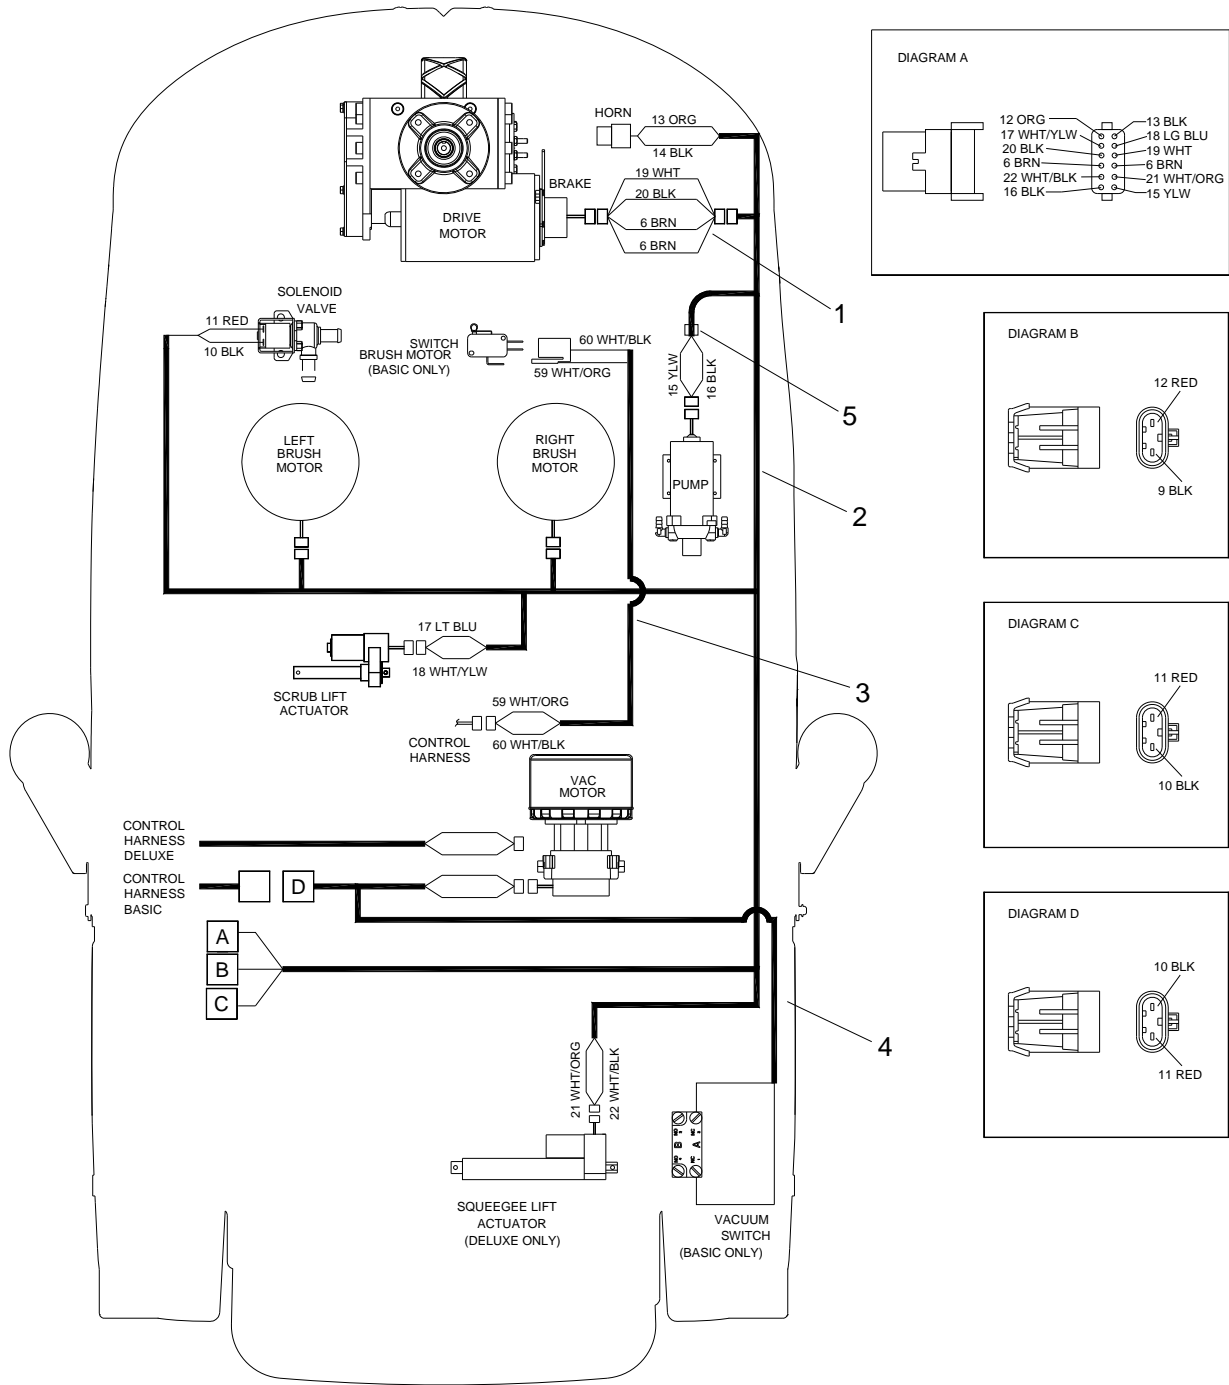 HORN
13 ORG
14 BLK
BRAKE
19 WHT
20 BLK
6 BRN
6 BRN
DRIVE
MOTOR
1
SOLENOID
VALVE
11 RED
10 BLK
SWITCH
BRUSH MOTOR
(BASIC ONLY)
60 WHT/BLK
59 WHT/ORG
15 YLW
16 BLK
5
LEFT
BRUSH
MOTOR
RIGHT
BRUSH
MOTOR
PUMP
2
17 LT BLU
18 WHT/YLW
SCRUB LIFT
ACTUATOR
3
59 WHT/ORG
60 WHT/BLK
CONTROL
HARNESS
VAC
MOTOR
CONTROL
HARNESS
DELUXE
CONTROL
HARNESS
BASIC
D
A
B
C
4
21 WHT/ORG
22 WHT/BLK
SQUEEGEE LIFT
ACTUATOR
(DELUXE ONLY)
B
A
NO
NO
NC
NC
VACUUM
SWITCH
(BASIC ONLY)
DIAGRAM A
12 ORG
17 WHT/YLW
20 BLK
6 BRN
22 WHT/BLK
16 BLK
13 BLK
18 LG BLU
19 WHT
6 BRN
21 WHT/ORG
15 YLW
DIAGRAM B
12 RED
9 BLK
DIAGRAM C
11 RED
10 BLK
DIAGRAM D
10 BLK
11 RED